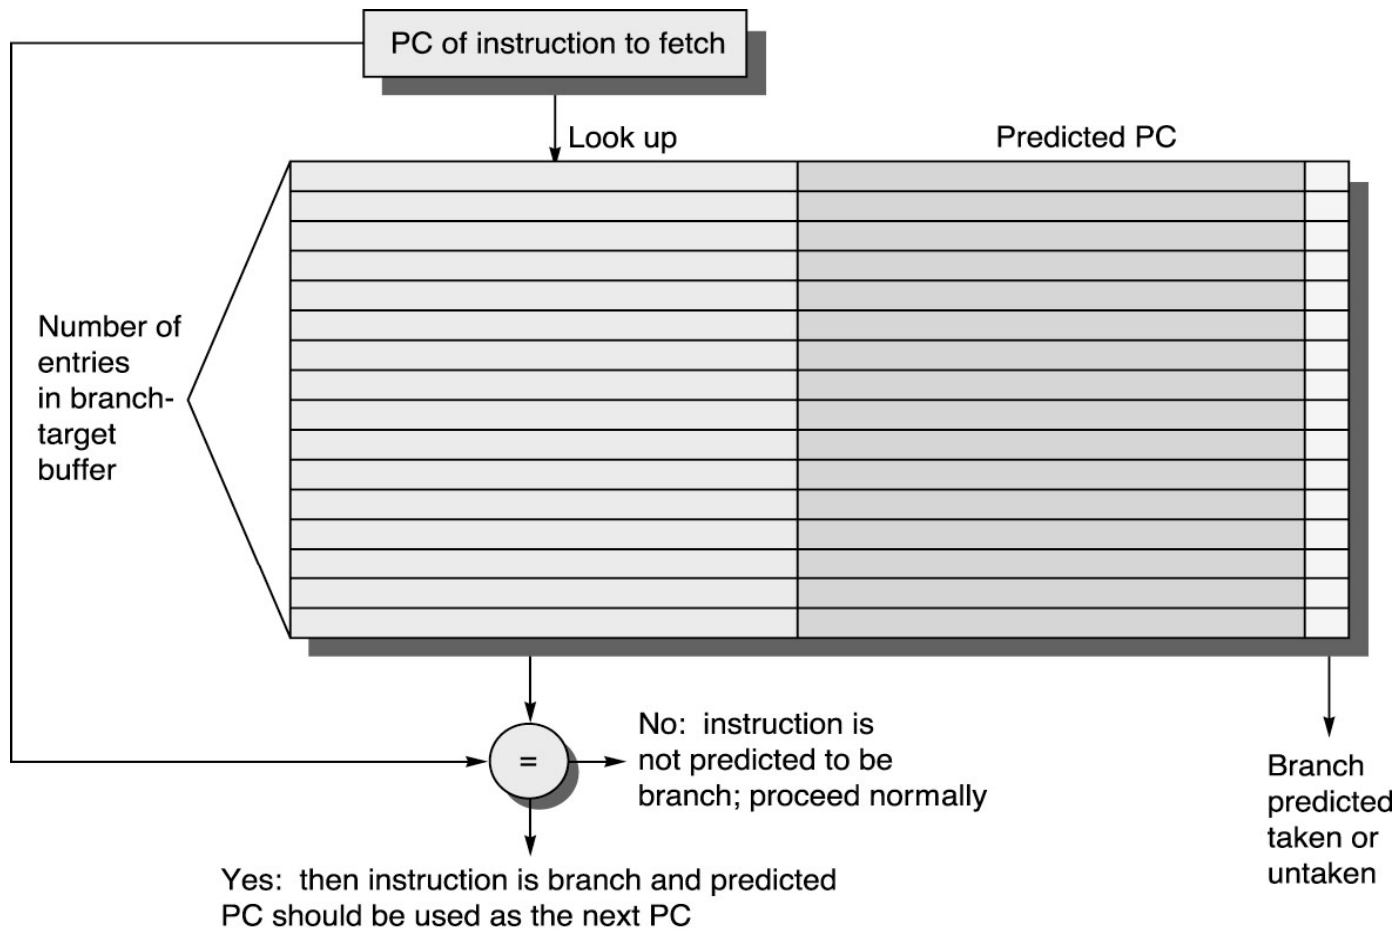 PC of instruction to fetch
Look up
Predicted PC
Number of
entries
in branch-
target
buffer
=
No: instruction is
not predicted to be
branch; proceed normally
Branch
predicted
taken or
untaken
Yes: then instruction is branch and predicted
PC should be used as the next PC